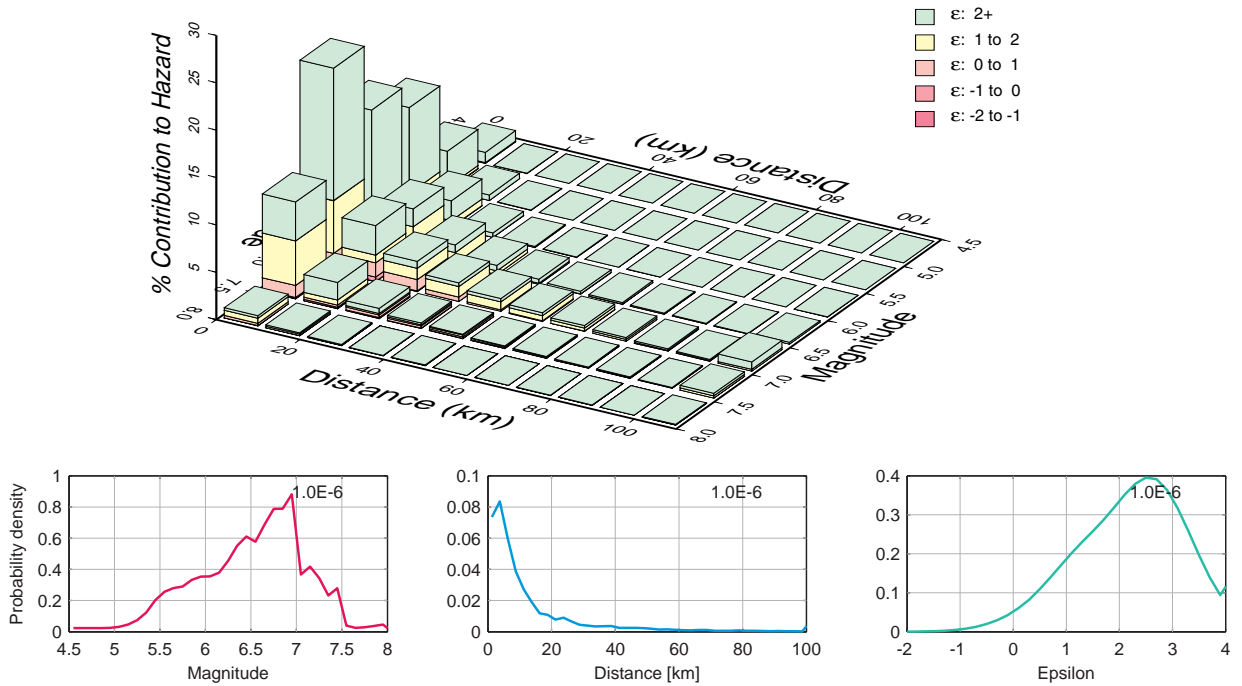 ε: 2+
ε: 1 to 2
ε: 0 to 1
ε: -1 to 0
ε: -2 to -1
% Contribution to Hazard
30
25
20
15
10
5
0
4
0
20
40
60
80
100
Distance (km)
4.5
5.0
5.5
6.0
6.5
7.0
7.5
8.0
Magnitude
7.5
8.0
0
20
40
60
80
100
Distance (km)
Probability density
1
0.8
0.6
0.4
0.2
0
1.0E-6
4.5 5 5.5 6 6.5 7 7.5 8
Magnitude
0.1
0.08
0.06
0.04
0.02
0
1.0E-6
0 20 40 60 80 100
Distance [km]
0.4
0.3
0.2
0.1
0
1.0E-6
-2 -1 0 1 2 3 4
Epsilon